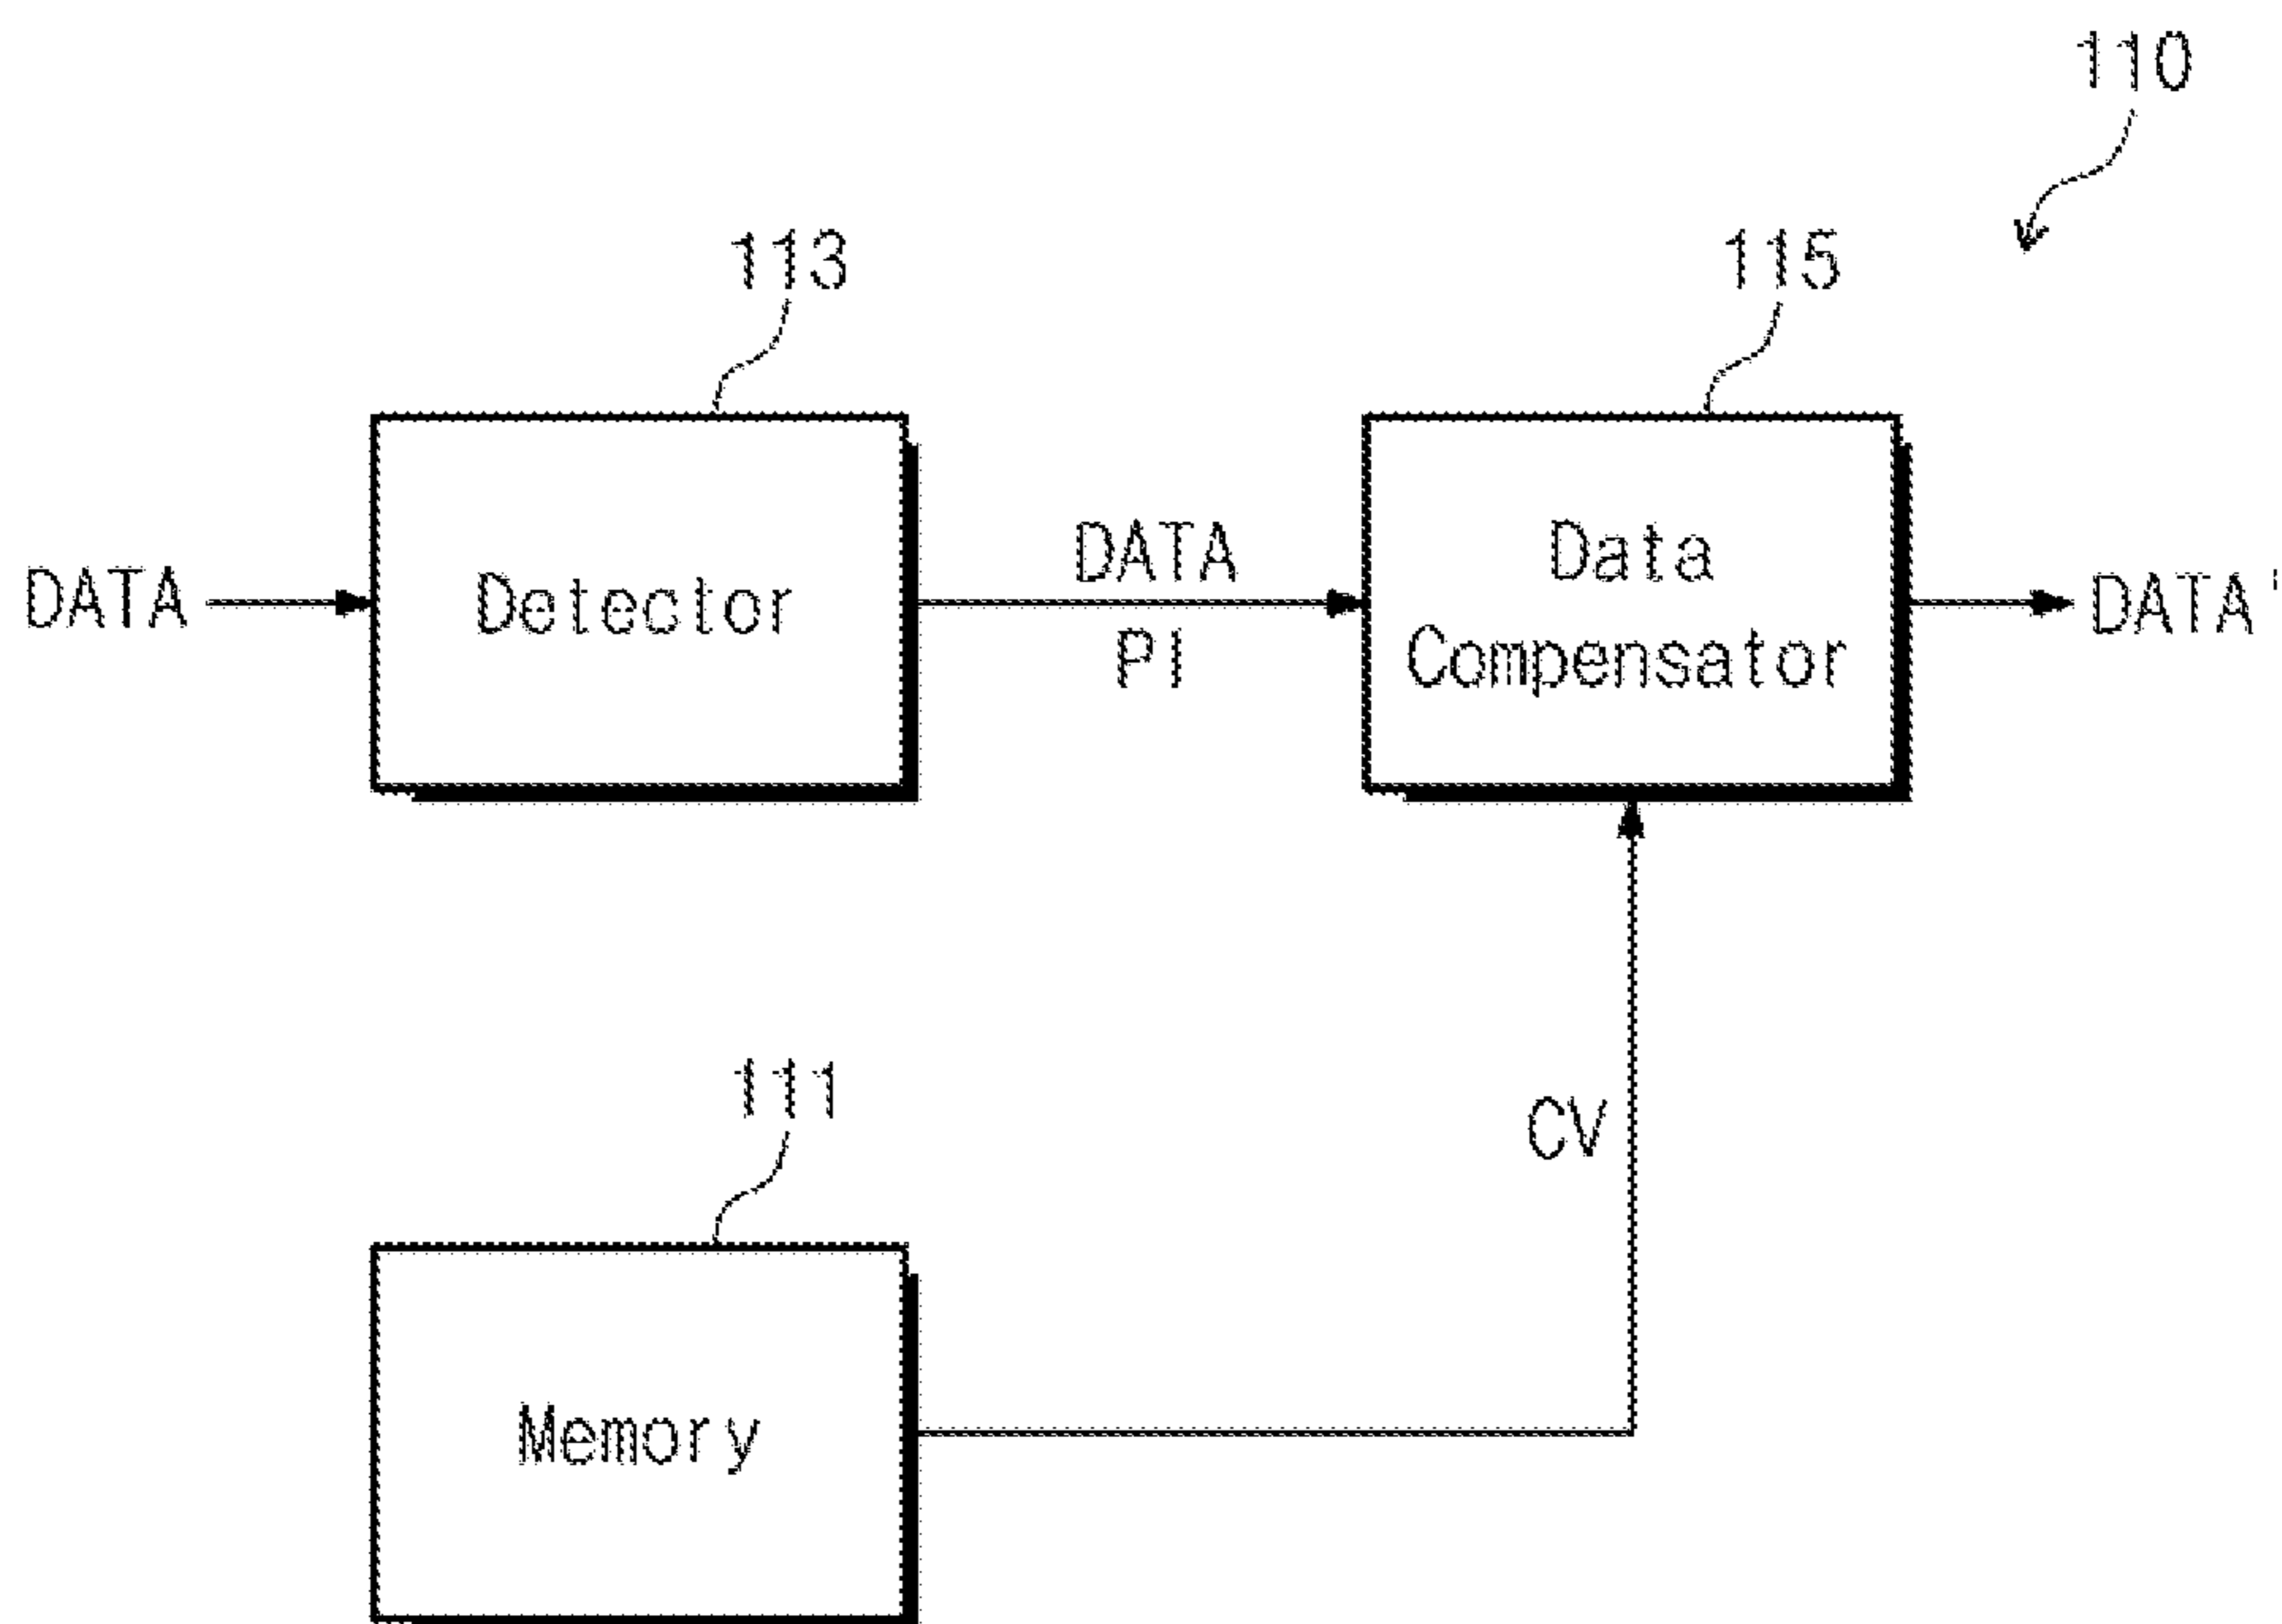 110
113
115
DATA
Detector
DATA
PI
Data
Compensator
DATA'
111
CV
Memory